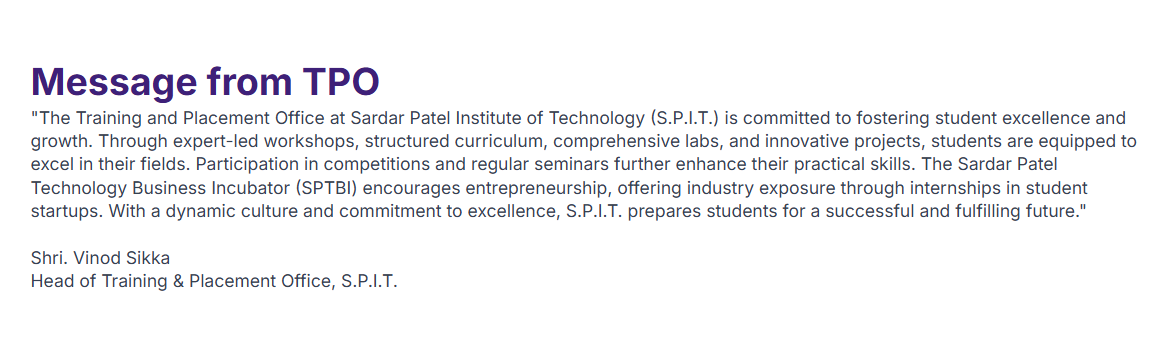 Message from TPO
"The Training and Placement Office at Sardar Patel Institute of Technology (S.P.I.T.) is committed to fostering student excellence and
growth. Through expert-led workshops, structured curriculum, comprehensive labs, and innovative projects, students are equipped to
excel in their fields. Participation in competitions and regular seminars further enhance their practical skills. The Sardar Patel
Technology Business Incubator (SPTBI) encourages entrepreneurship, offering industry exposure through internships in student
startups. With a dynamic culture and commitment to excellence, S.P.I.T. prepares students for a successful and fulfilling future."
Shri. Vinod Sikka
Head of Training & Placement Office, S.P.I.T.